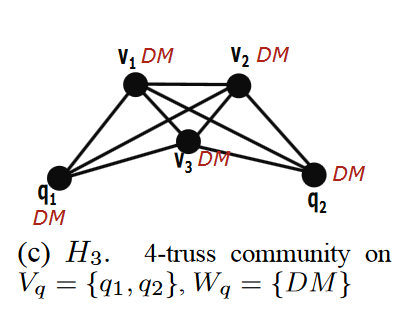 v1 DM v2 DM
v3 DM
q1 DM
DM q2
(c) H3. 4-truss community on
Vq = {q1, q2}, Wq = {DM}